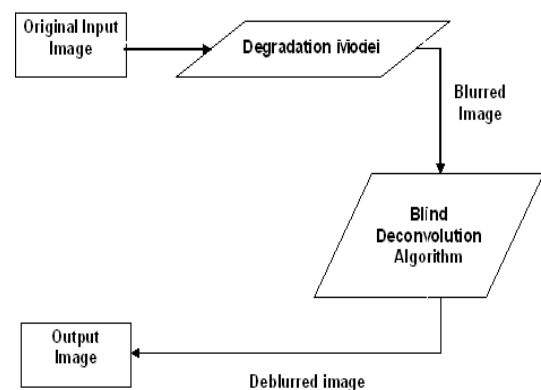 Original Input
Image
Degradation Model
Blurred
Image
Blind
Deconvolution
Algorithm
Output
Image
Deblurred image